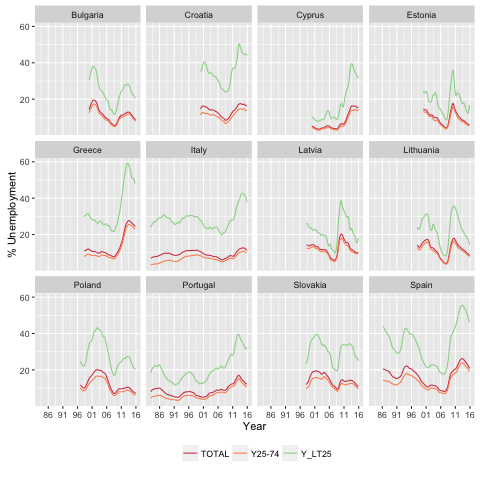 Bulgaria Croatia Cyprus Estonia
60
40
20
Greece Italy Latvia Lithuania
60
40
20
% Unemployment
Poland Portugal Slovakia Spain
60
40
20
86 91 96 01 06 11 16 86 91 96 01 06 11 16 86 91 96 01 06 11 16 86 91 96 01 06 11 16
Year
TOTAL Y25-74 Y_LT25